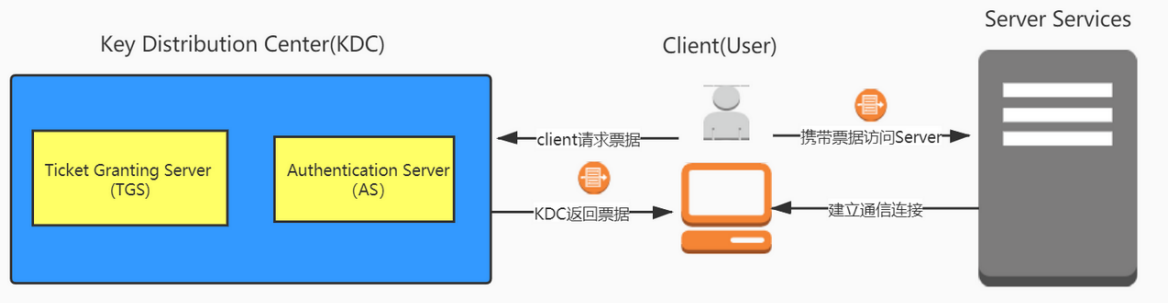 Key Distribution Center(KDC)
Client(User)
Server Services
Ticket Granting Server
(TGS)
Authentication Server
(AS)
client请求票据
携带票据访问Server
KDC返回票据
建立通信连接